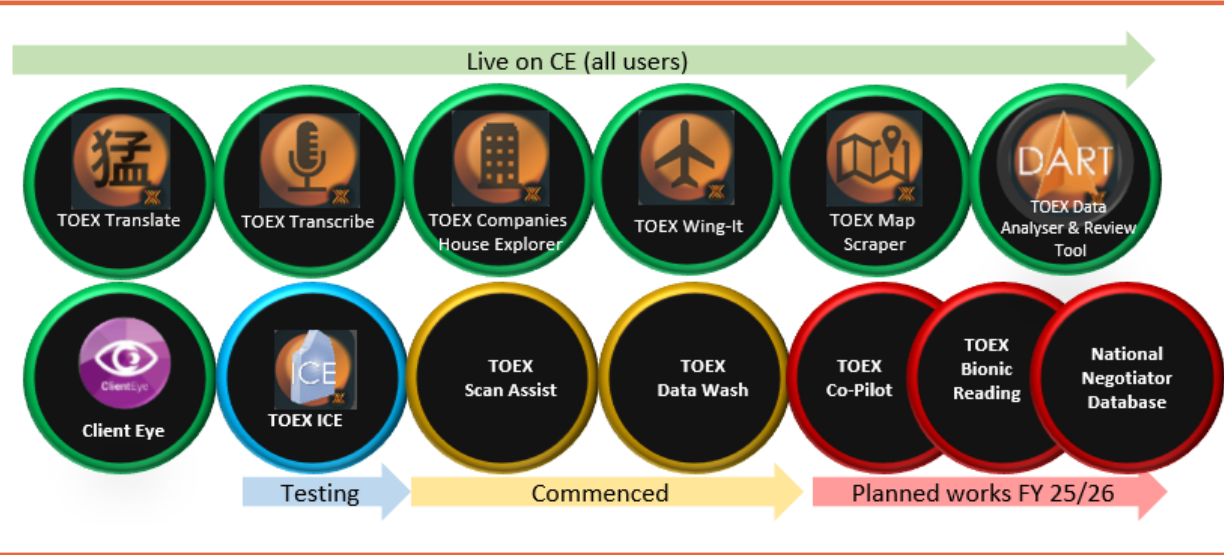 Live on CE (all users)
猛
TOEX Translate
TOEX Transcribe
TOEX Companies
House Explorer
TOEX Wing-It
TOEX Map
Scraper
DART
TOEX Data
Analyser & Review
Tool
ClientEye
Client Eye
ICE
TOEX ICE
TOEX
Scan Assist
TOEX
Data Wash
TOEX
Co-Pilot
TOEX
Bionic
Reading
National
Negotiator
Database
Testing
Commenced
Planned works FY 25/26